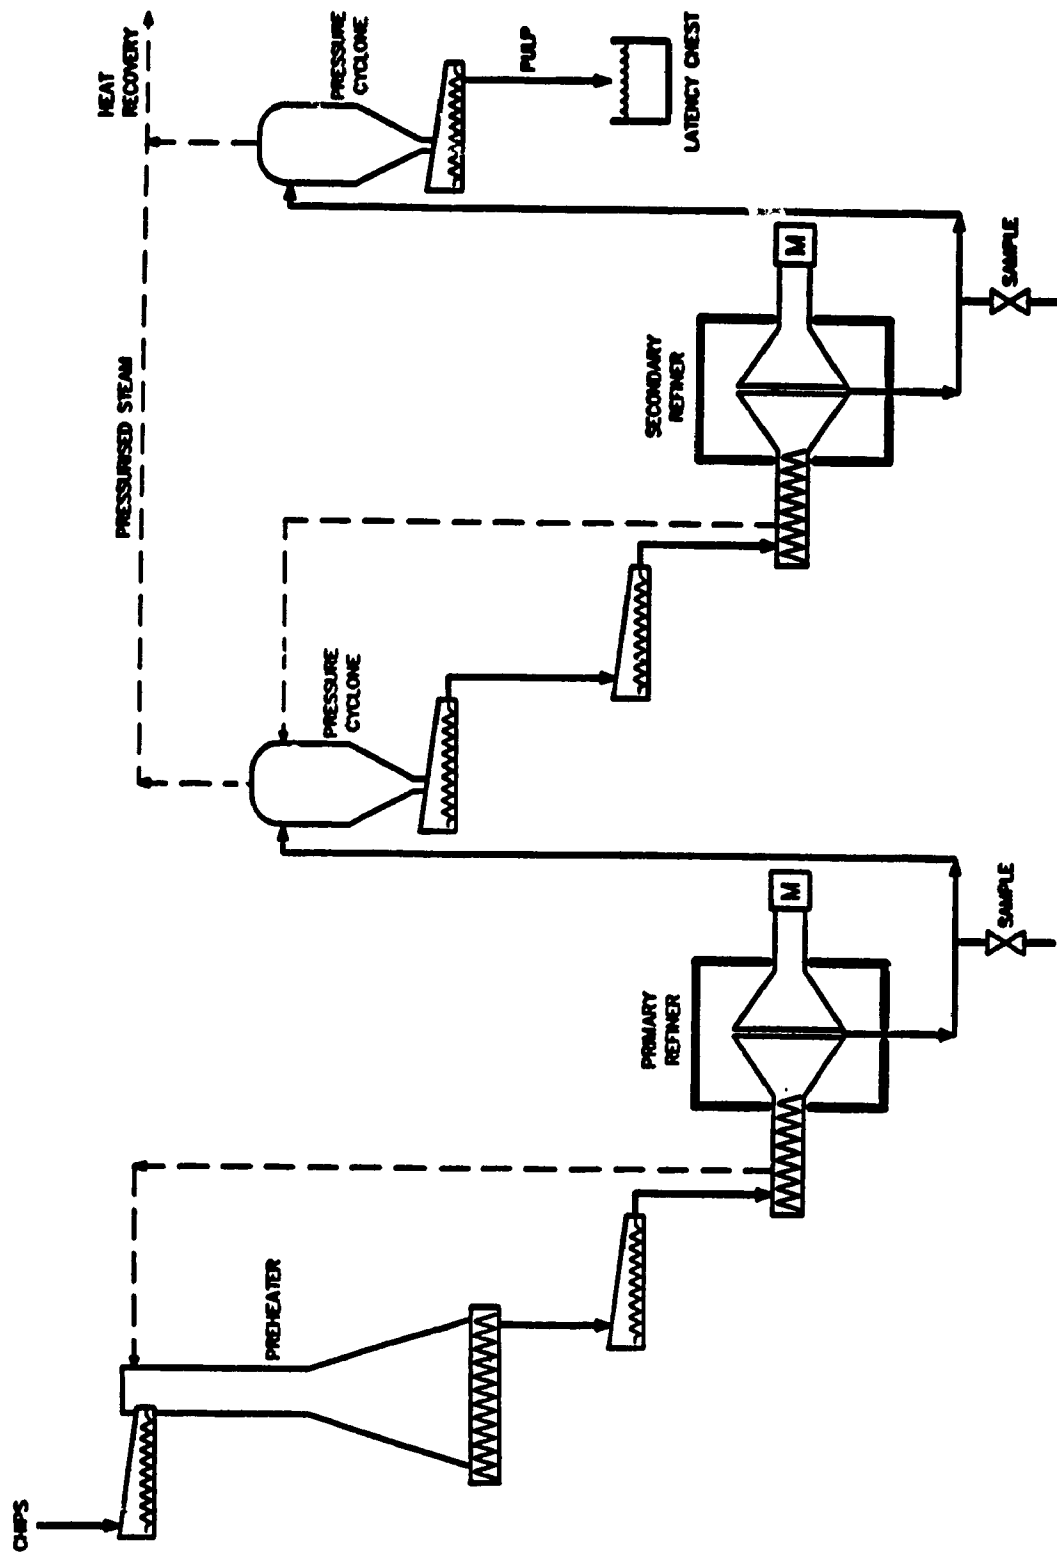 CHIPS
PREHEATER
PRIMARY
REFINER
M
SAMPLE
PRESSURE
CYCLONE
PRESSURISED STEAM
SECONDARY
REFINER
M
SAMPLE
HEAT
RECOVERY
PRESSURE
CYCLONE
PULP
LATENCY CHEST